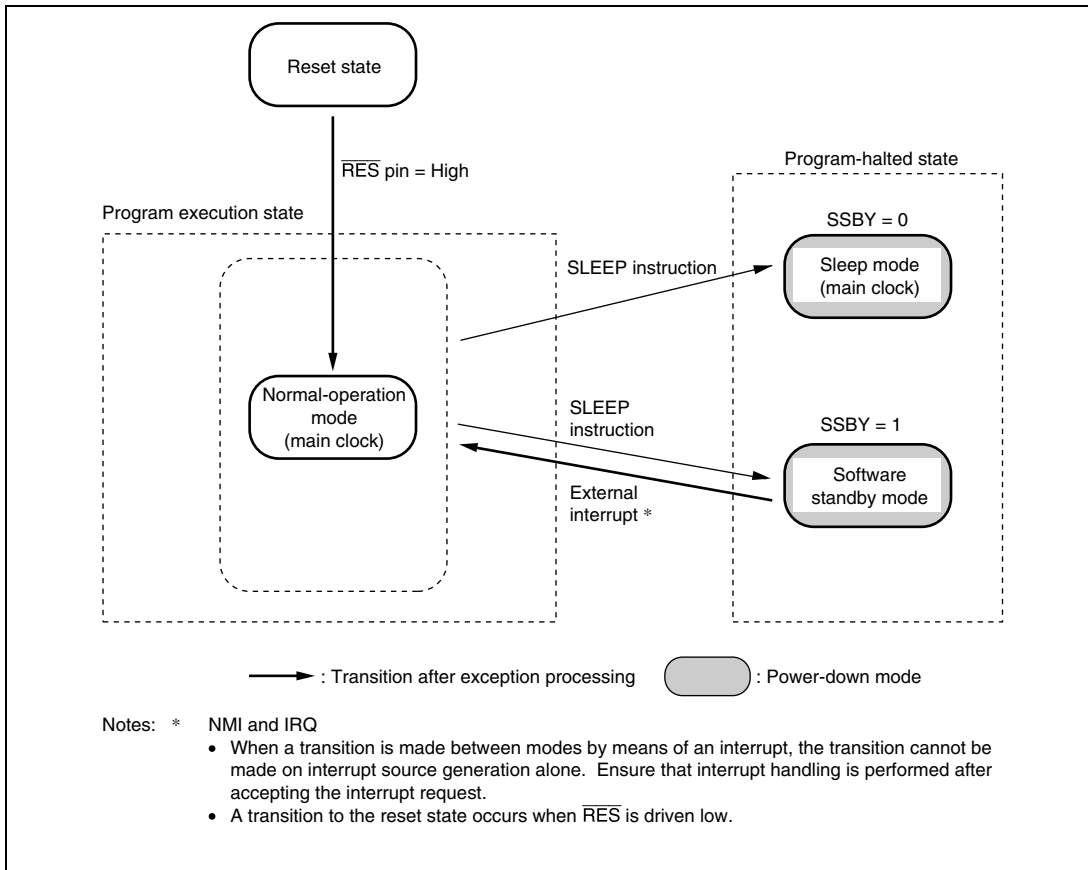 Reset state
R̅E̅S̅ pin = High
Program-halted state
Program execution state
SSBY = 0
SLEEP instruction
Sleep mode
(main clock)
Normal-operation
mode
(main clock)
SLEEP
instruction
SSBY = 1
External
interrupt *
Software
standby mode
: Transition after exception processing
: Power-down mode
Notes: * NMI and IRQ
• When a transition is made between modes by means of an interrupt, the transition cannot be
made on interrupt source generation alone. Ensure that interrupt handling is performed after
accepting the interrupt request.
• A transition to the reset state occurs when R̅E̅S̅ is driven low.